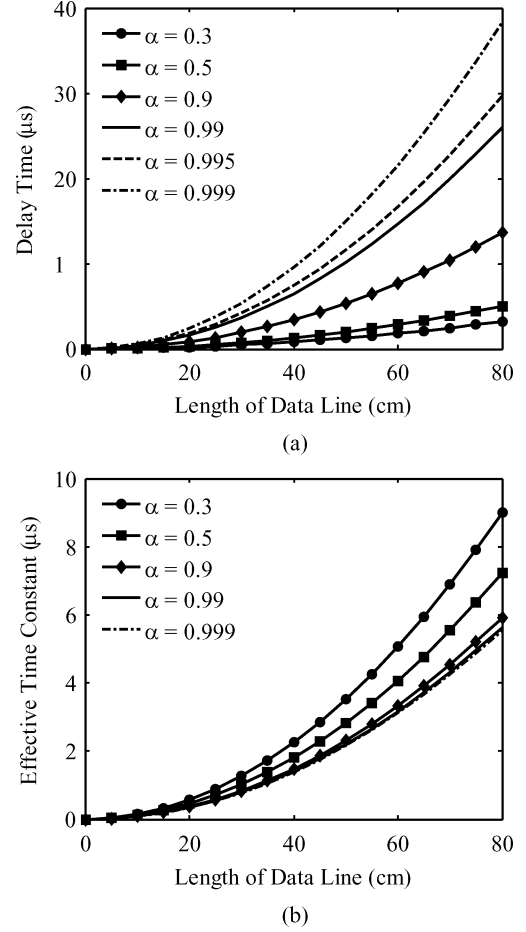 40
α = 0.3
α = 0.5
30
α = 0.9
α = 0.99
20
α = 0.995
α = 0.999
1
0
Delay Time (μs)
0 20 40 60 80
Length of Data Line (cm)
(a)
10
α = 0.3
8
α = 0.5
α = 0.9
6
α = 0.99
α = 0.999
4
2
0
Effective Time Constant (μs)
0 20 40 60 80
Length of Data Line (cm)
(b)